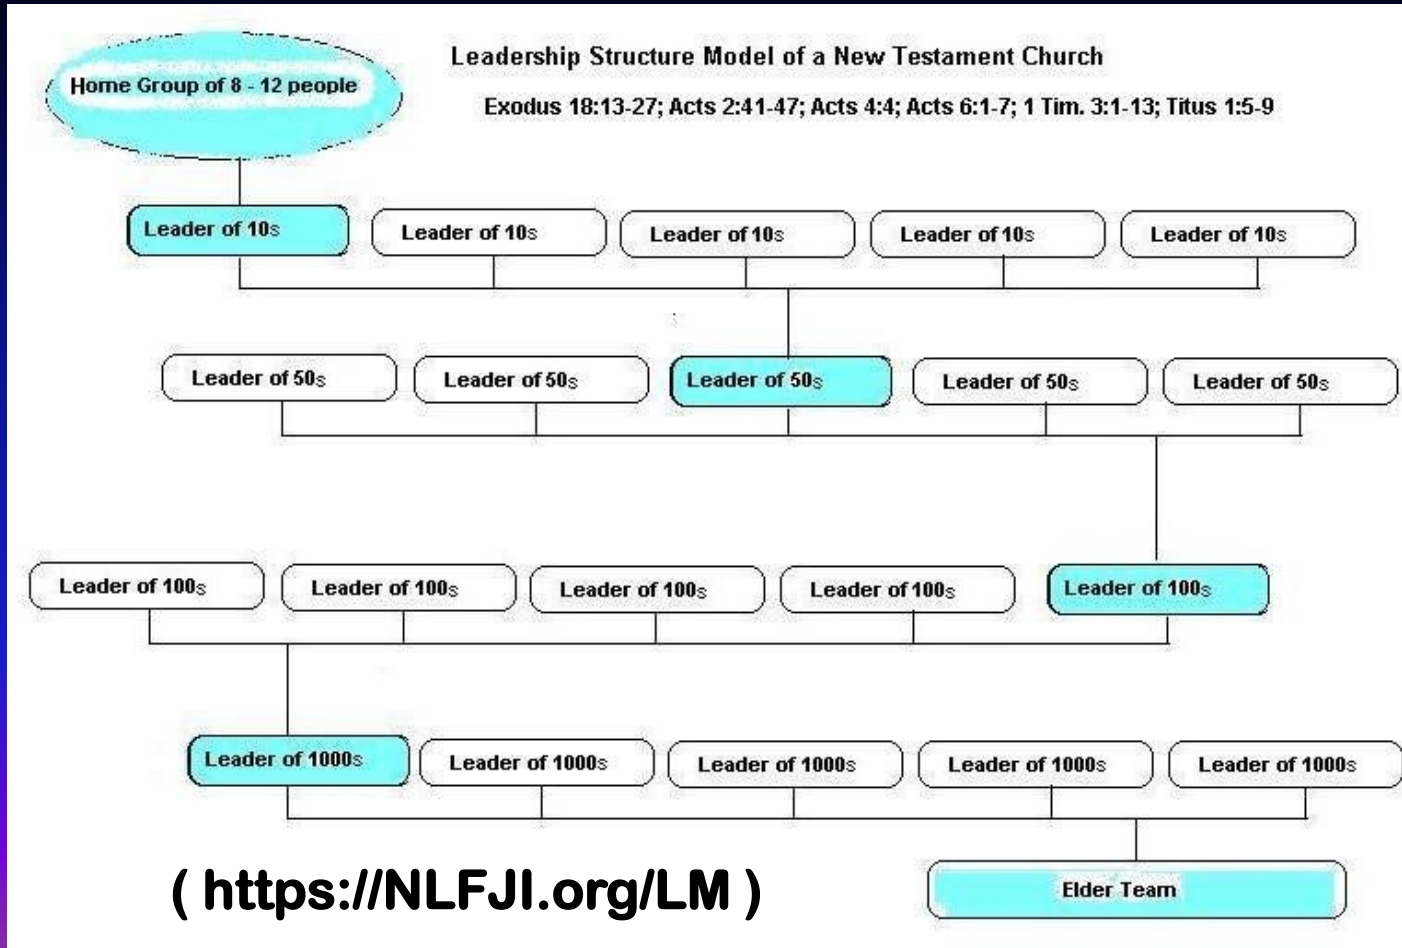 Leadership Structure Model of a New Testament Church
Home Group of 8 - 12 people
Exodus 18:13-27; Acts 2:41-47; Acts 4:4; Acts 6:1-7; 1 Tim. 3:1-13; Titus 1:5-9
Leader of 10s
Leader of 10s
Leader of 10s
Leader of 10s
Leader of 10s
Leader of 50s
Leader of 50s
Leader of 50s
Leader of 50s
Leader of 50s
Leader of 100s
Leader of 100s
Leader of 100s
Leader of 100s
Leader of 100s
Leader of 1000s
Leader of 1000s
Leader of 1000s
Leader of 1000s
Leader of 1000s
( https://NLFJI.org/LM )
Elder Team